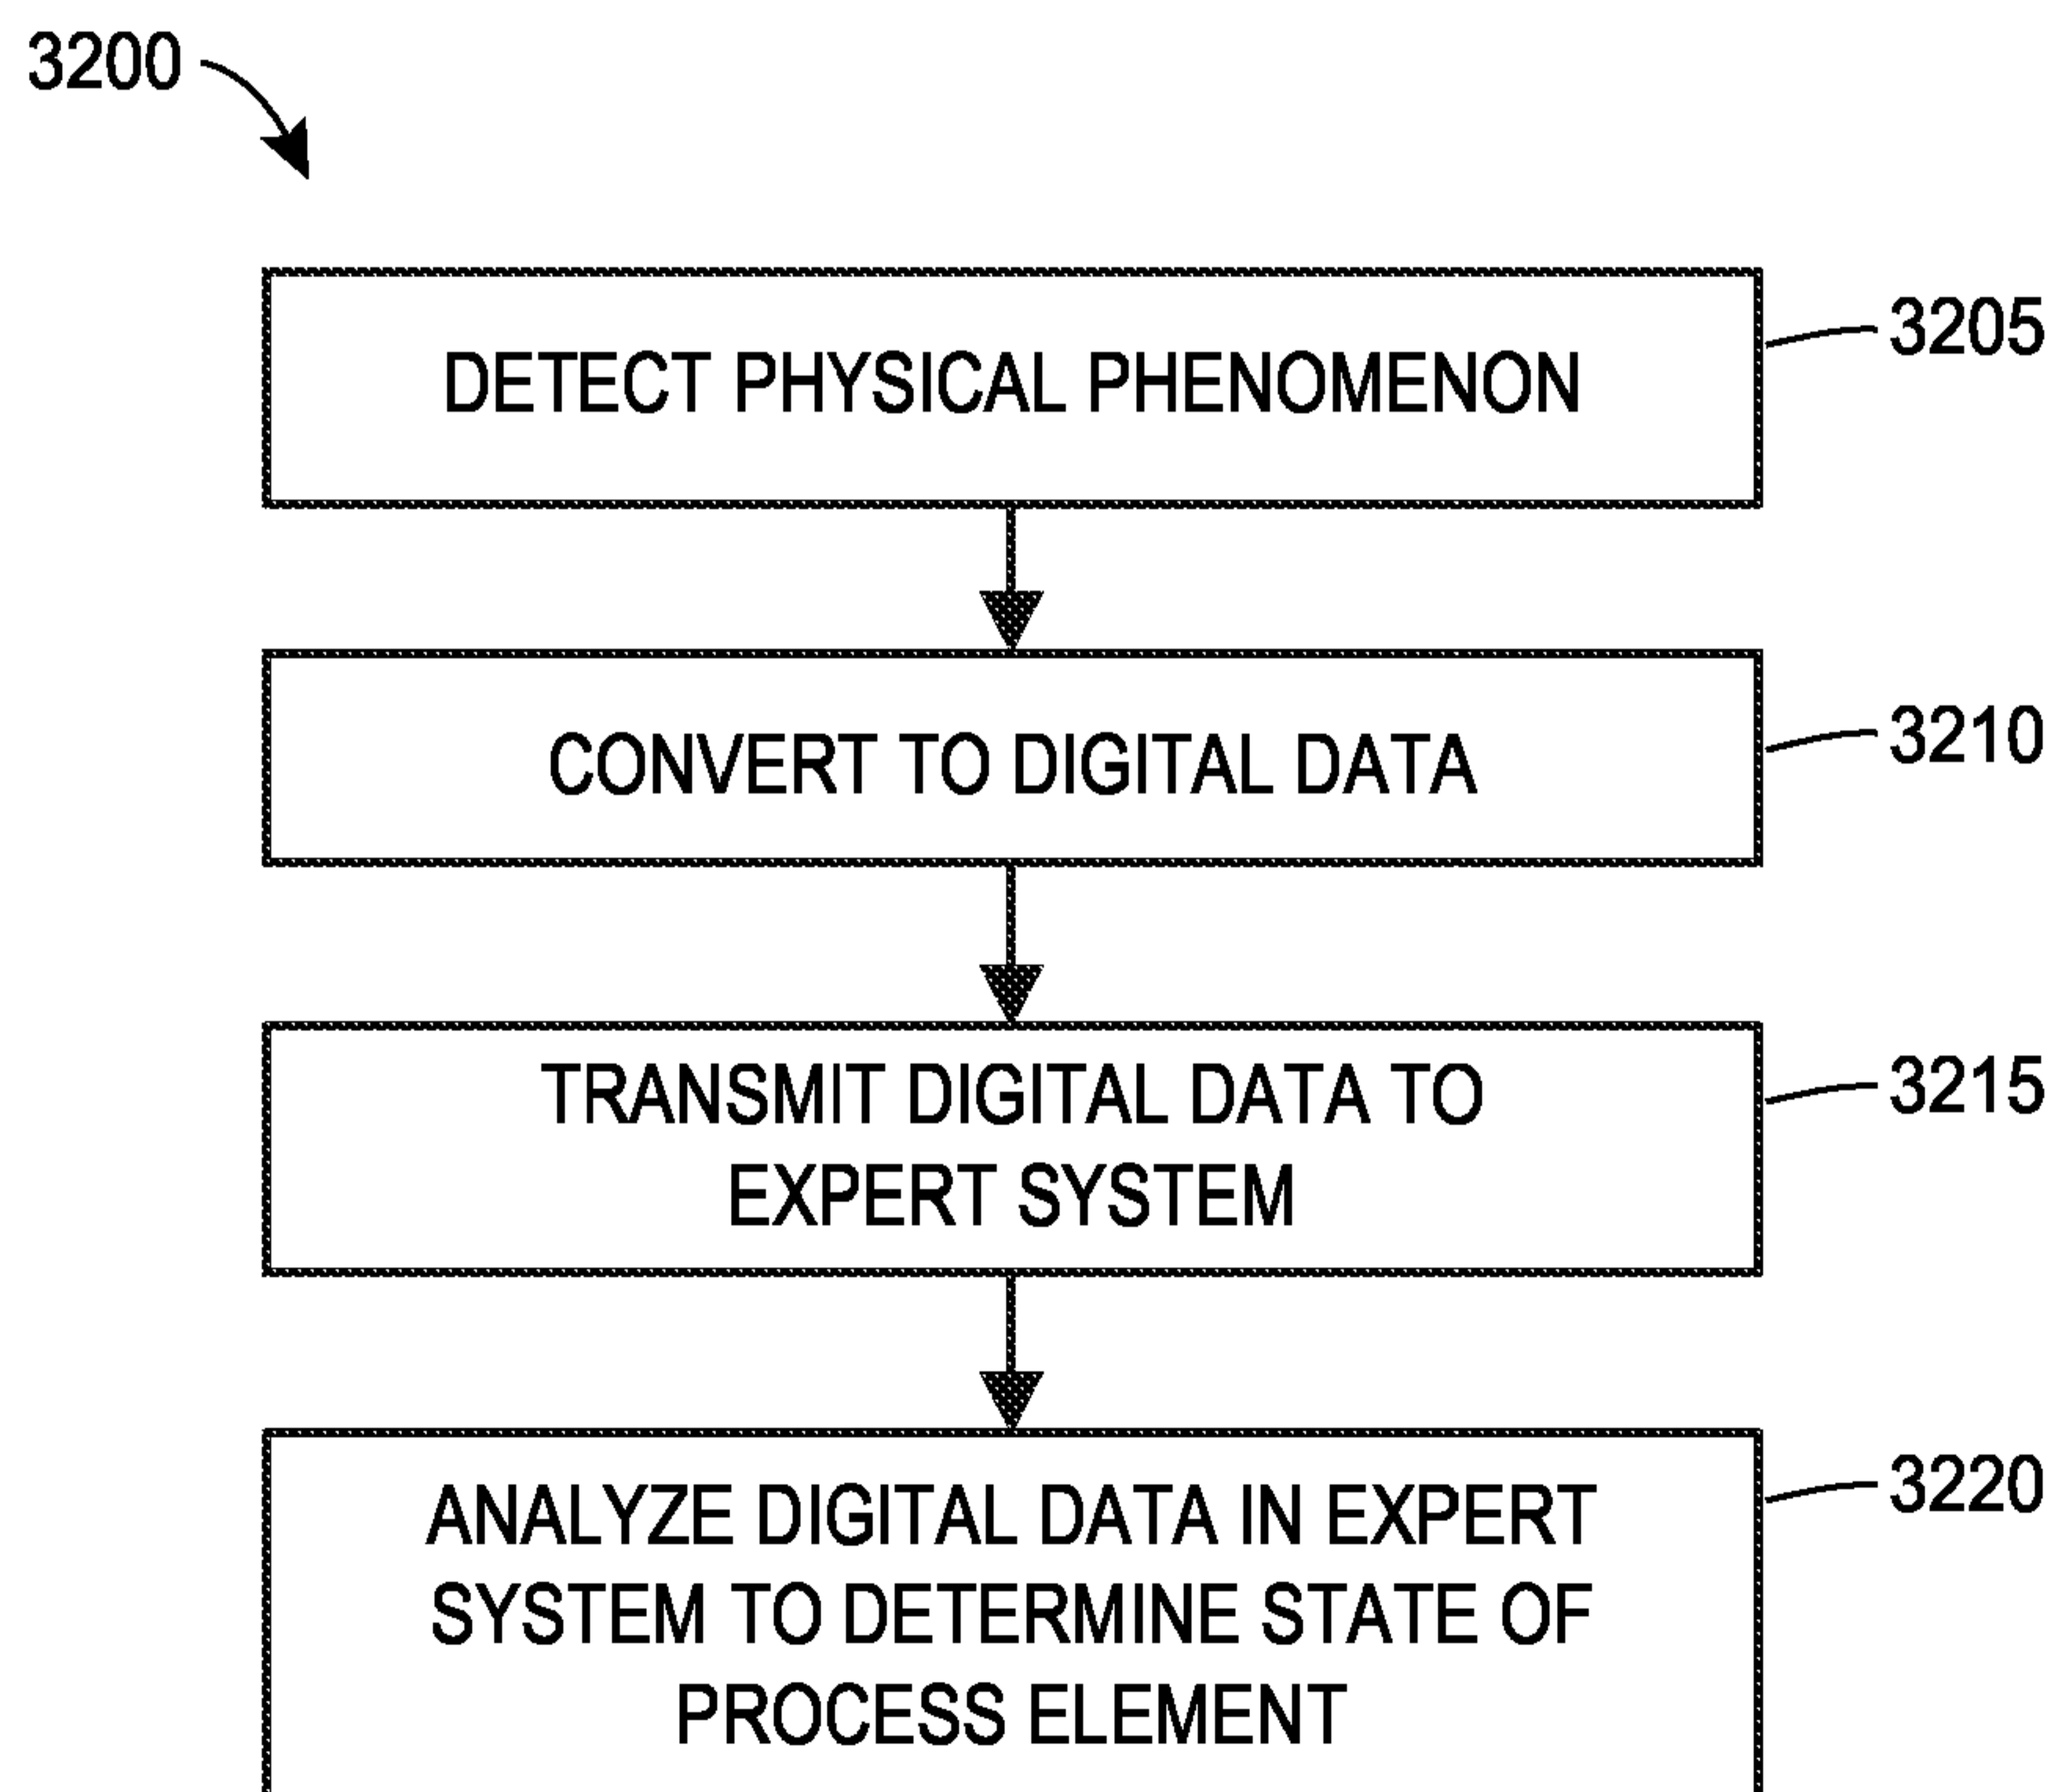 3200
DETECT PHYSICAL PHENOMENON
3205
CONVERT TO DIGITAL DATA
3210
TRANSMIT DIGITAL DATA TO
EXPERT SYSTEM
3215
ANALYZE DIGITAL DATA IN EXPERT
SYSTEM TO DETERMINE STATE OF
PROCESS ELEMENT
3220